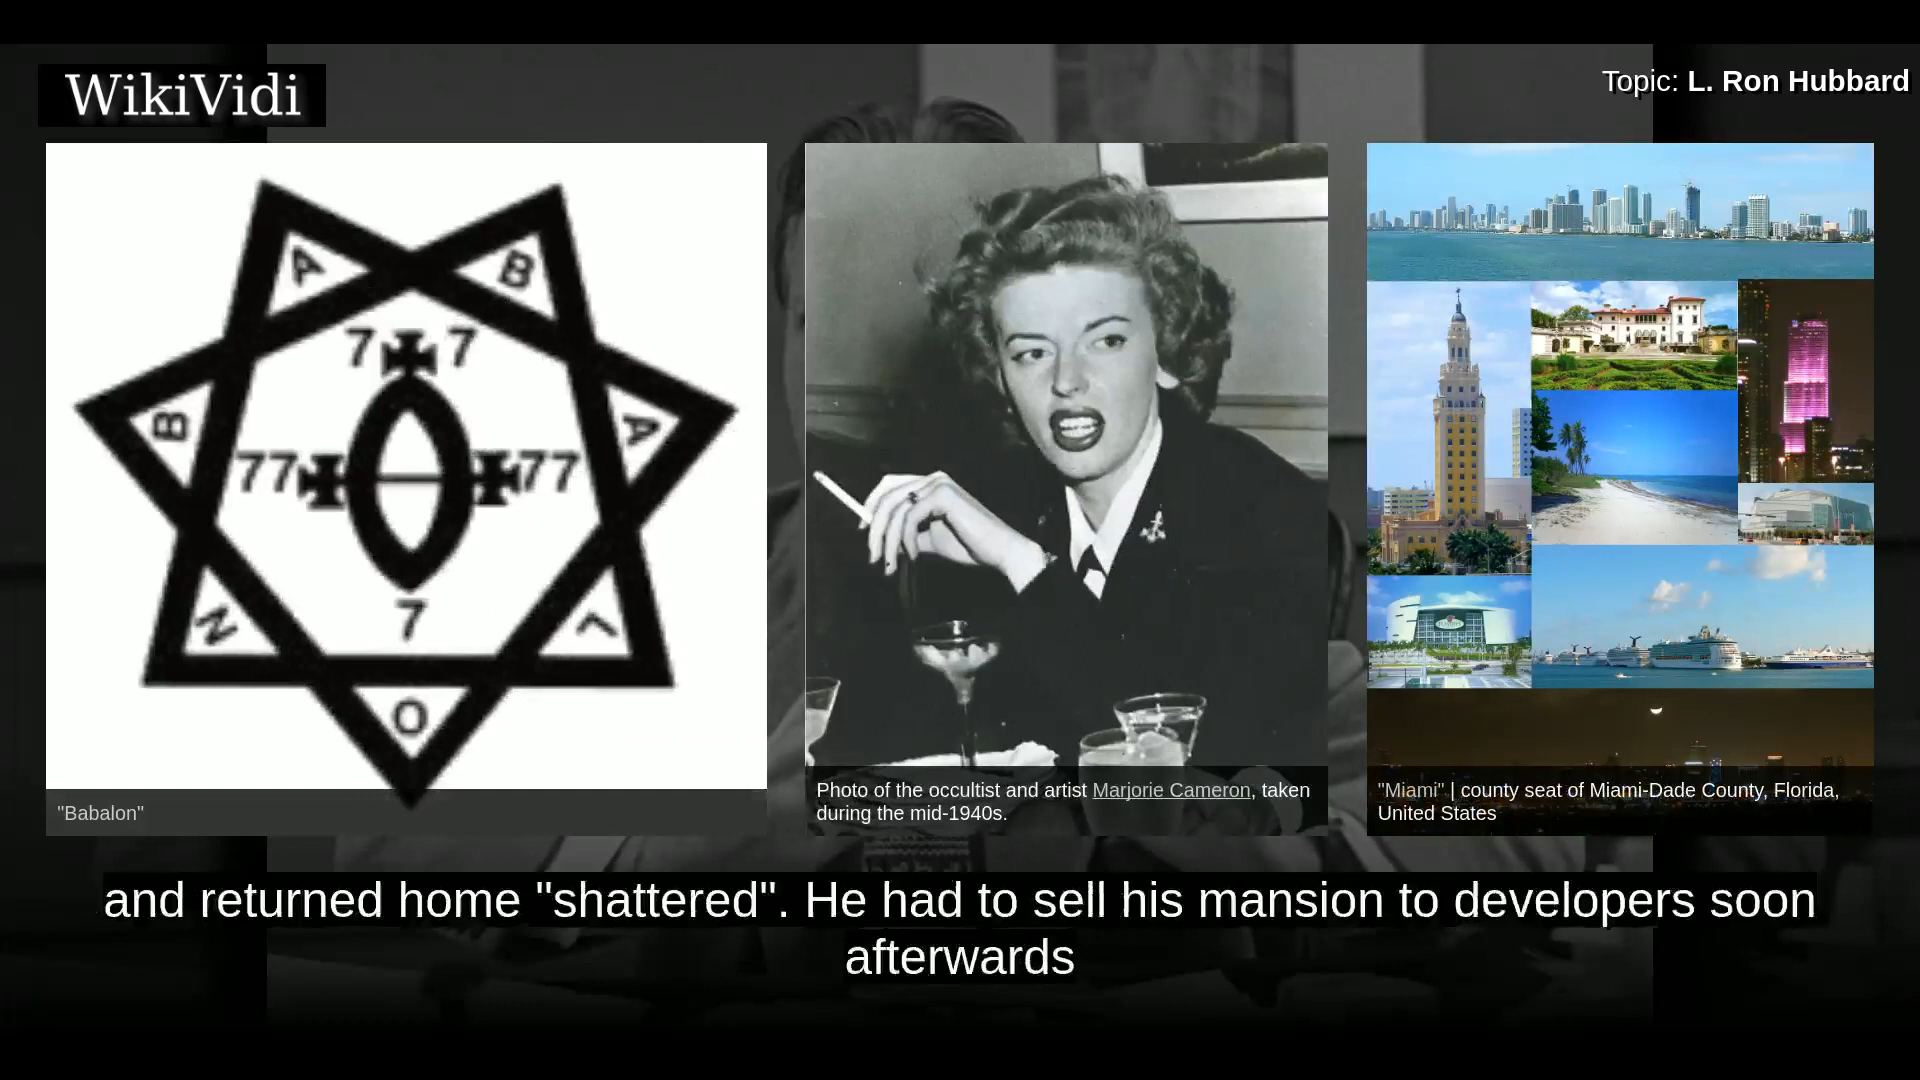 WikiVidi
Topic: L. Ron Hubbard
A B
7 7
B A
77 77
7
N L
O
"Babalon"
Photo of the occultist and artist Marjorie Cameron, taken
during the mid-1940s.
"Miami" | county seat of Miami-Dade County, Florida,
United States
and returned home "shattered". He had to sell his mansion to developers soon
afterwards